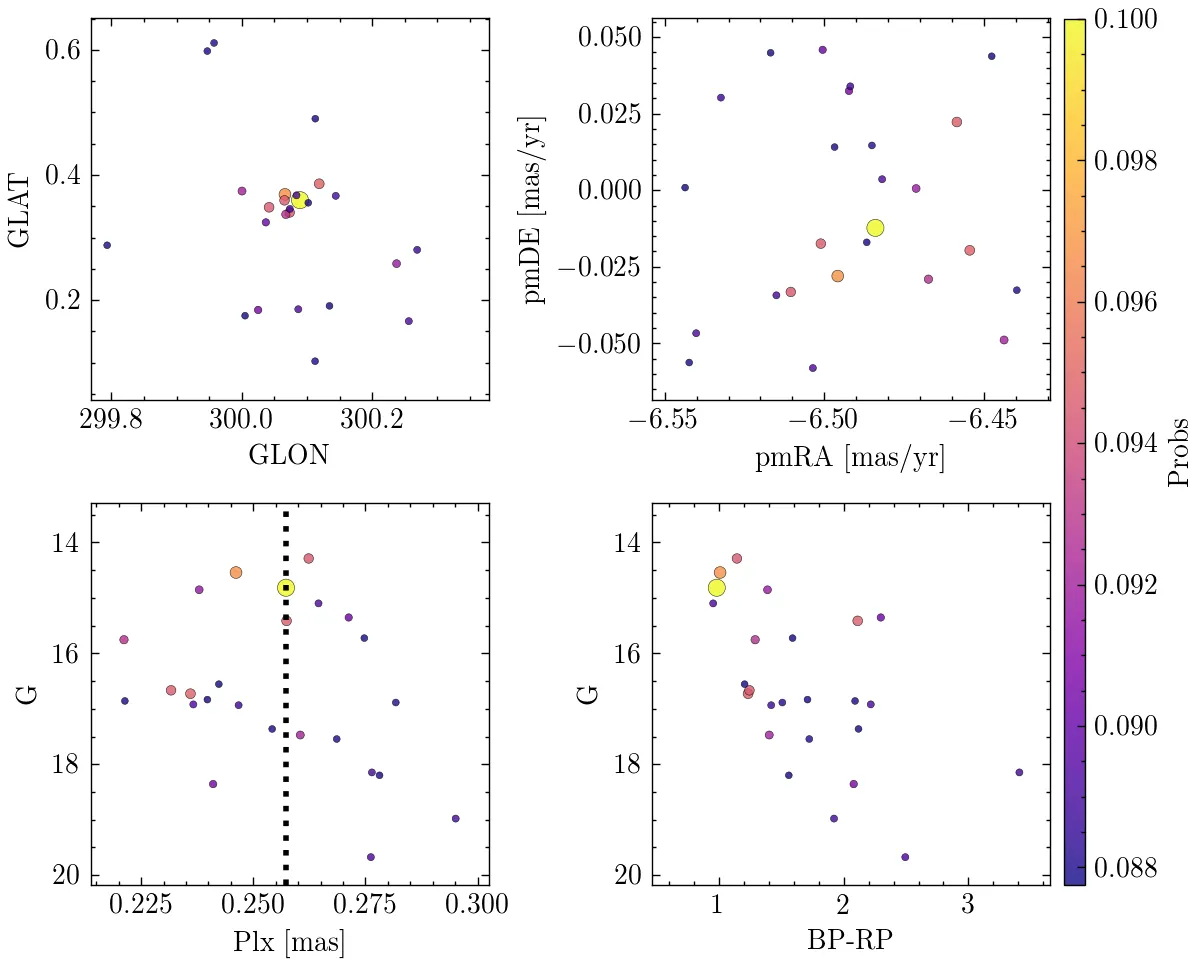 0.6
0.4
0.2
GLAT
299.8 300.0 300.2
GLON
0.050
0.025
0.000
−0.025
−0.050
pmDE [mas/yr]
−6.55 −6.50 −6.45
pmRA [mas/yr]
14
16
18
20
G
0.225 0.250 0.275 0.300
Plx [mas]
14
16
18
20
G
1 2 3
BP-RP
0.100
0.098
0.096
0.094
0.092
0.090
0.088
Probs